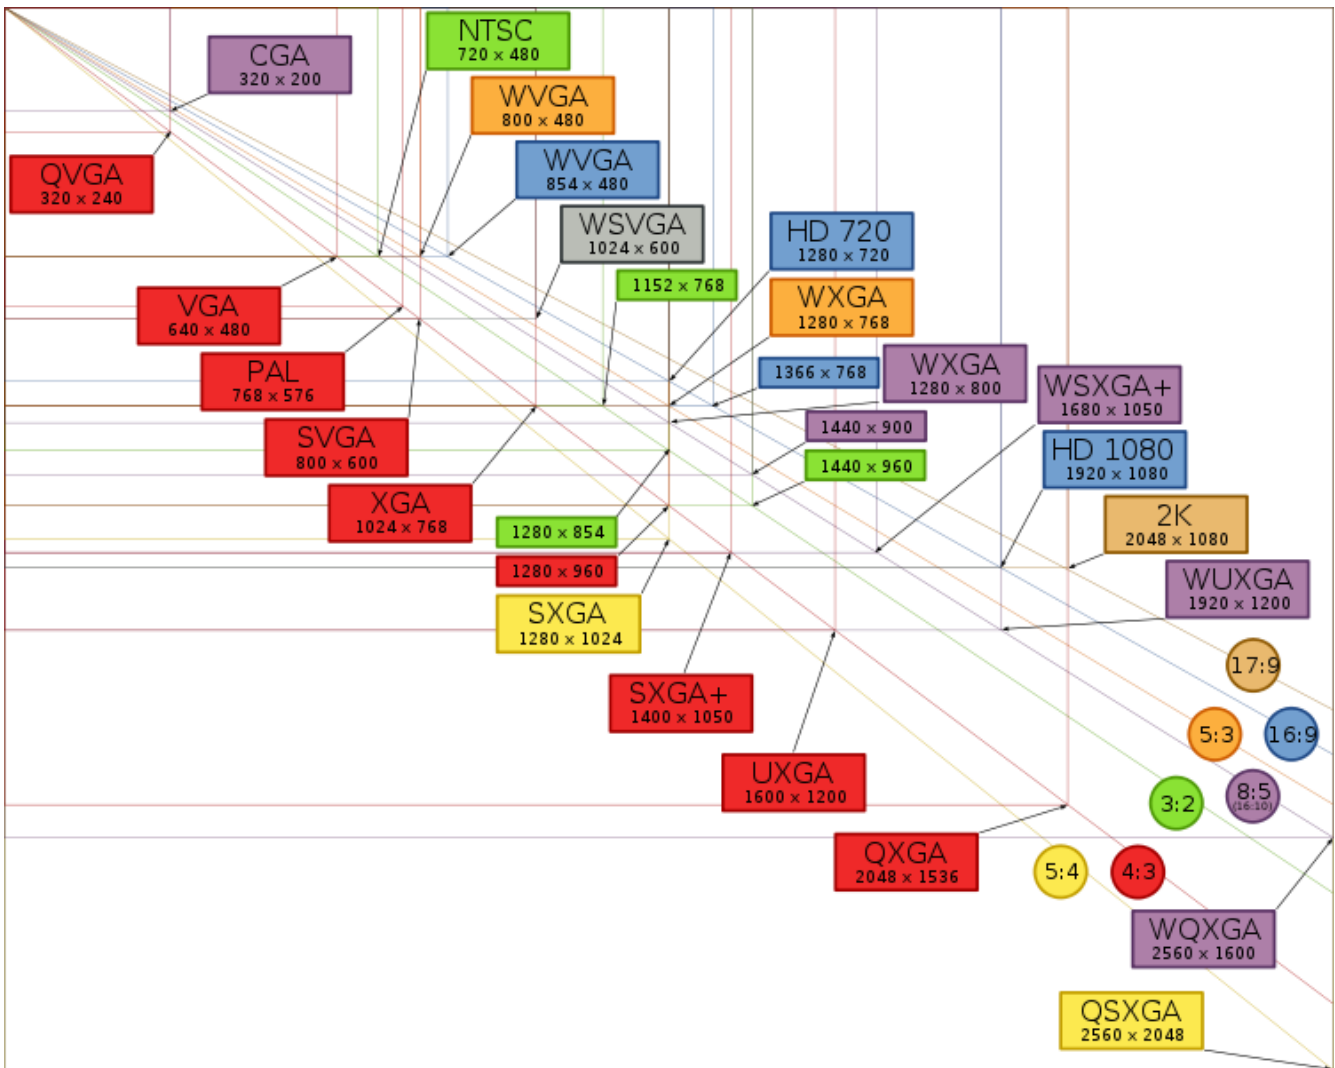 CGA
320 × 200
NTSC
720 × 480
WVGA
800 × 480
QVGA
320 × 240
WVGA
854 × 480
WSVGA
1024 × 600
HD 720
1280 × 720
1152 × 768
VGA
640 × 480
WXGA
1280 × 768
PAL
768 × 576
1366 × 768
WXGA
1280 × 800
WSXGA+
1680 × 1050
SVGA
800 × 600
1440 × 900
HD 1080
1920 × 1080
1440 × 960
XGA
1024 × 768
1280 × 854
2K
2048 × 1080
1280 × 960
WUXGA
1920 × 1200
SXGA
1280 × 1024
17:9
SXGA+
1400 × 1050
5:3
16:9
UXGA
1600 × 1200
3:2
8:5
(16:10)
QXGA
2048 × 1536
5:4
4:3
WQXGA
2560 × 1600
QSXGA
2560 × 2048